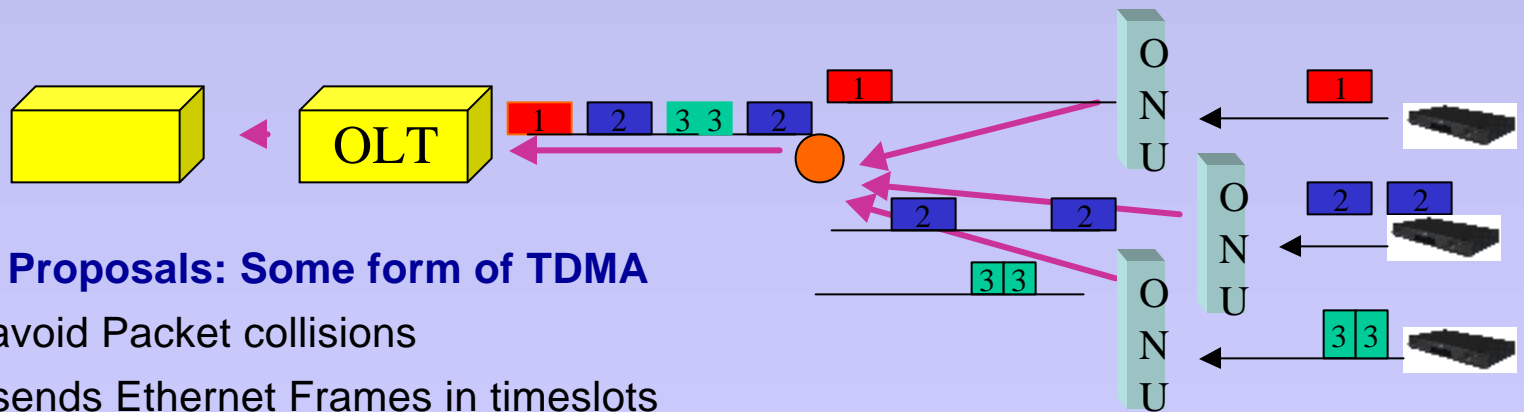 1
1
O
N
U
1
OLT
1 2 3 3 2
2 2
O
N
U
2 2
3 3
O
N
U
3 3
Proposals: Some form of TDMA
avoid Packet collisions
sends Ethernet Frames in timeslots